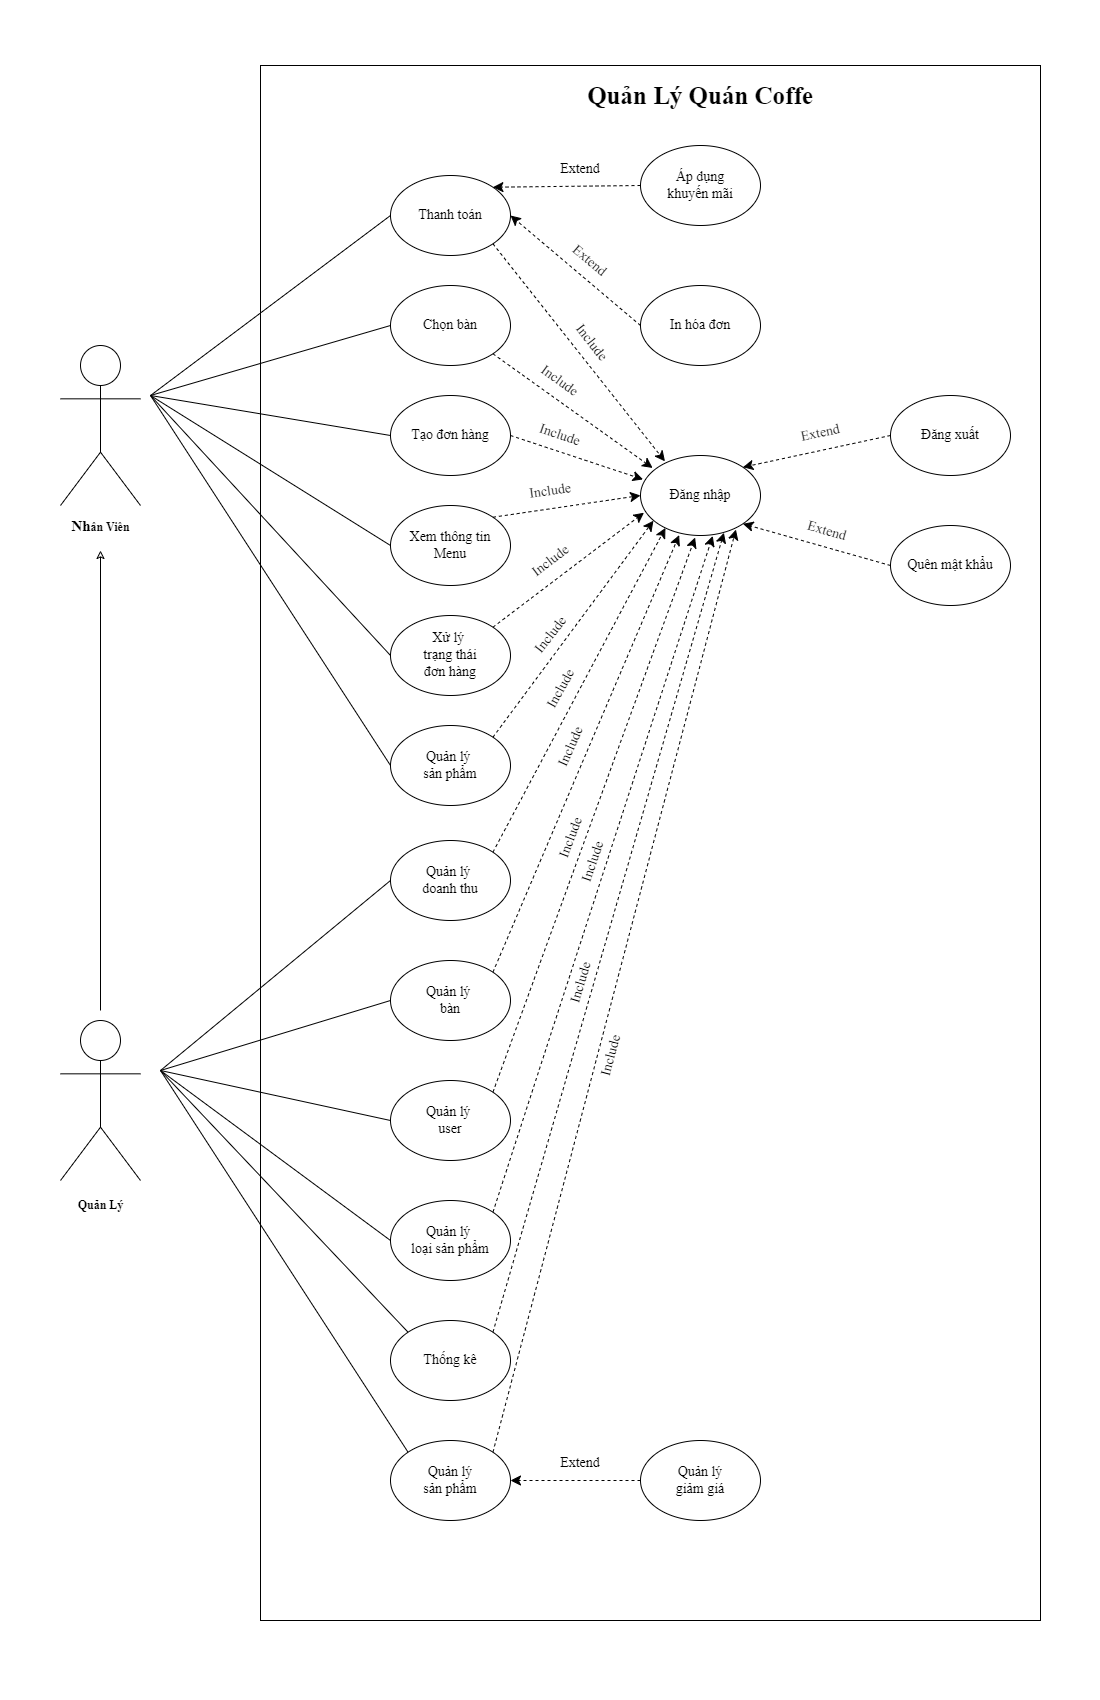 Quản Lý Quán Coffe
Extend
Áp dụng
khuyến mãi
Thanh toán
Extend
Include
Chọn bàn
In hóa đơn
Include
Tạo đơn hàng
Include
Extend
Đăng xuất
Đăng nhập
Nhân Viên
Include
Xem thông tin
Menu
Extend
Quên mật khẩu
Include
Xử lý
trạng thái
đơn hàng
Include
Include
Quản lý
sản phẩm
Include
Include
Include
Quản lý
doanh thu
Quản lý
bàn
Include
Include
Quản lý
user
Quản Lý
Quản lý
loại sản phẩm
Thống kê
Quản lý
sản phẩm
Extend
Quản lý
giảm giá